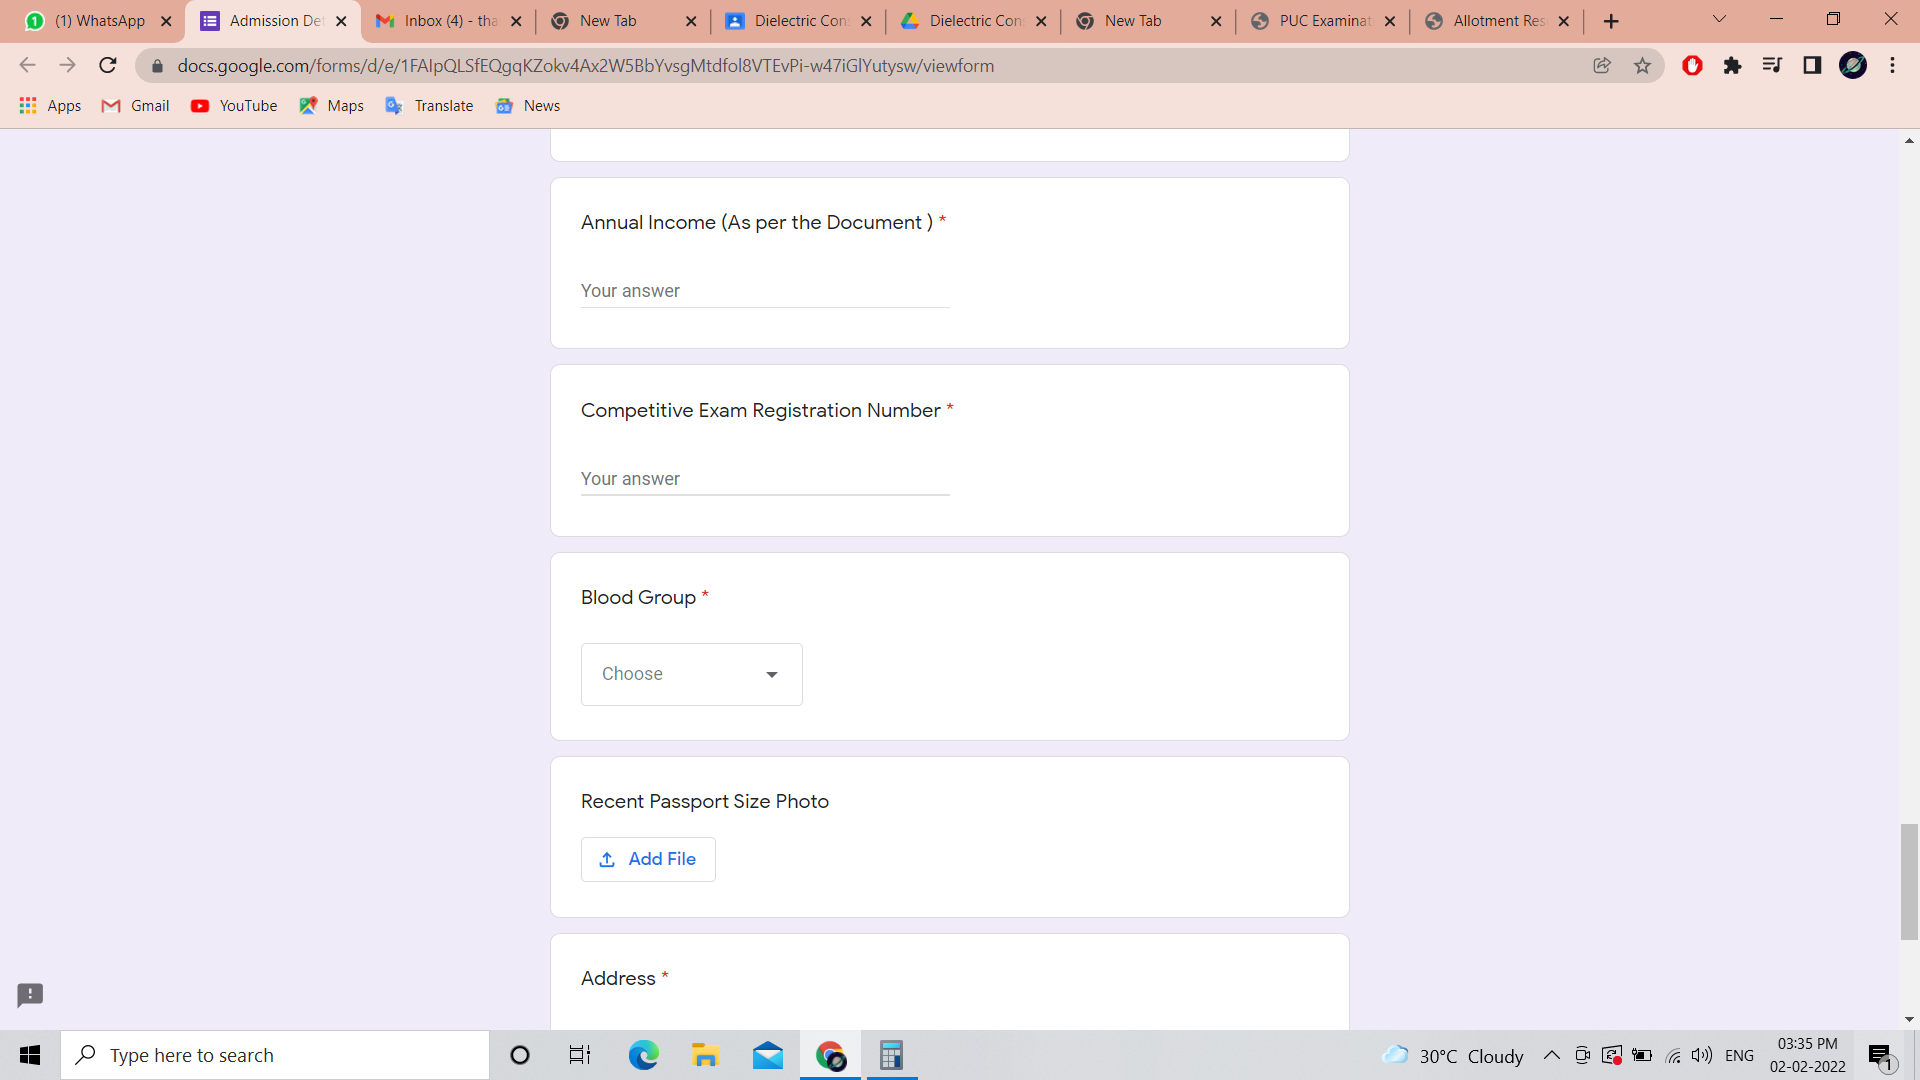 (1) WhatsApp
Admission Det
Inbox (4) - tha
New Tab
Dielectric Con
Dielectric Con
New Tab
PUC Examinat
Allotment Res
docs.google.com/forms/d/e/1FAIpQLSfEQgqKZokv4Ax2W5BbYvsgMtdfol8VTEvPi-w47iGlYutysw/viewform
Apps
Gmail
YouTube
Maps
Translate
News
Annual Income (As per the Document ) *
Your answer
Competitive Exam Registration Number *
Your answer
Blood Group *
Choose
Recent Passport Size Photo
Add File
Address *
Type here to search
30°C Cloudy
ENG
03:35 PM
02-02-2022
1